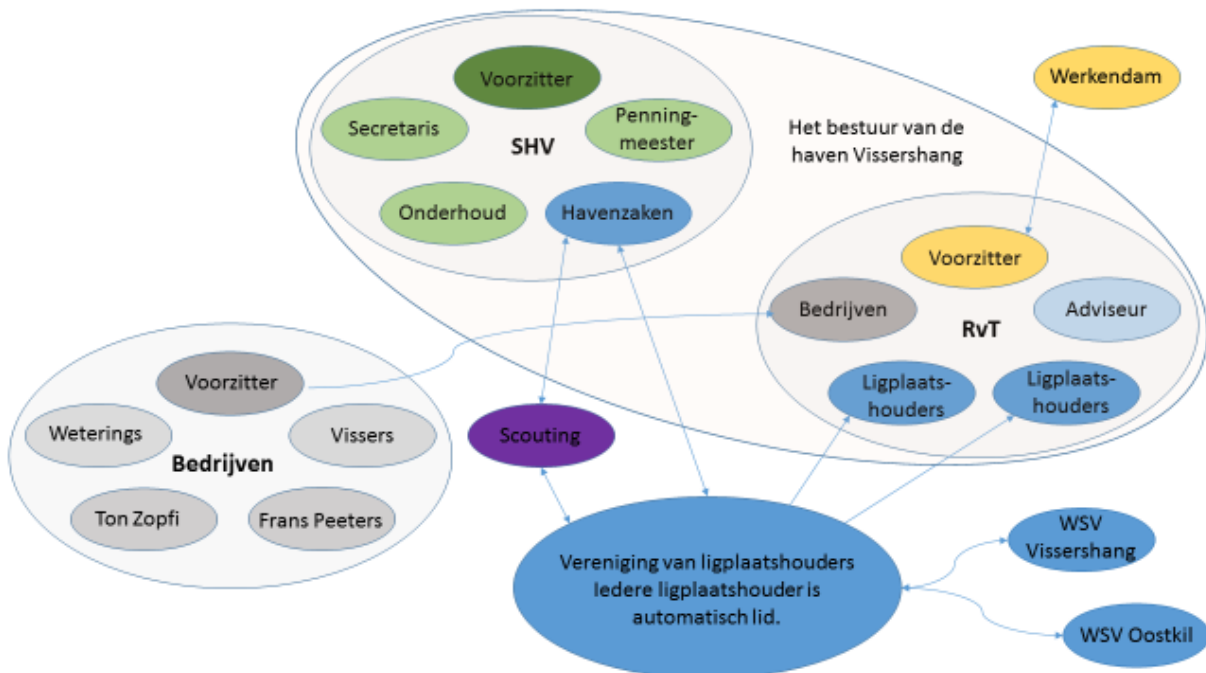 Voorzitter
Secretaris
Penning-
meester
SHV
Onderhoud
Havenzaken
Het bestuur van de
haven Vissershang
Werkendam
Voorzitter
Bedrijven
Adviseur
RvT
Ligplaats-
houders
Ligplaats-
houders
Voorzitter
Weterings
Vissers
Bedrijven
Ton Zopfi
Frans Peeters
Scouting
Vereniging van ligplaatshouders
Iedere ligplaatshouder is
automatisch lid.
WSV
Vissershang
WSV Oostkil